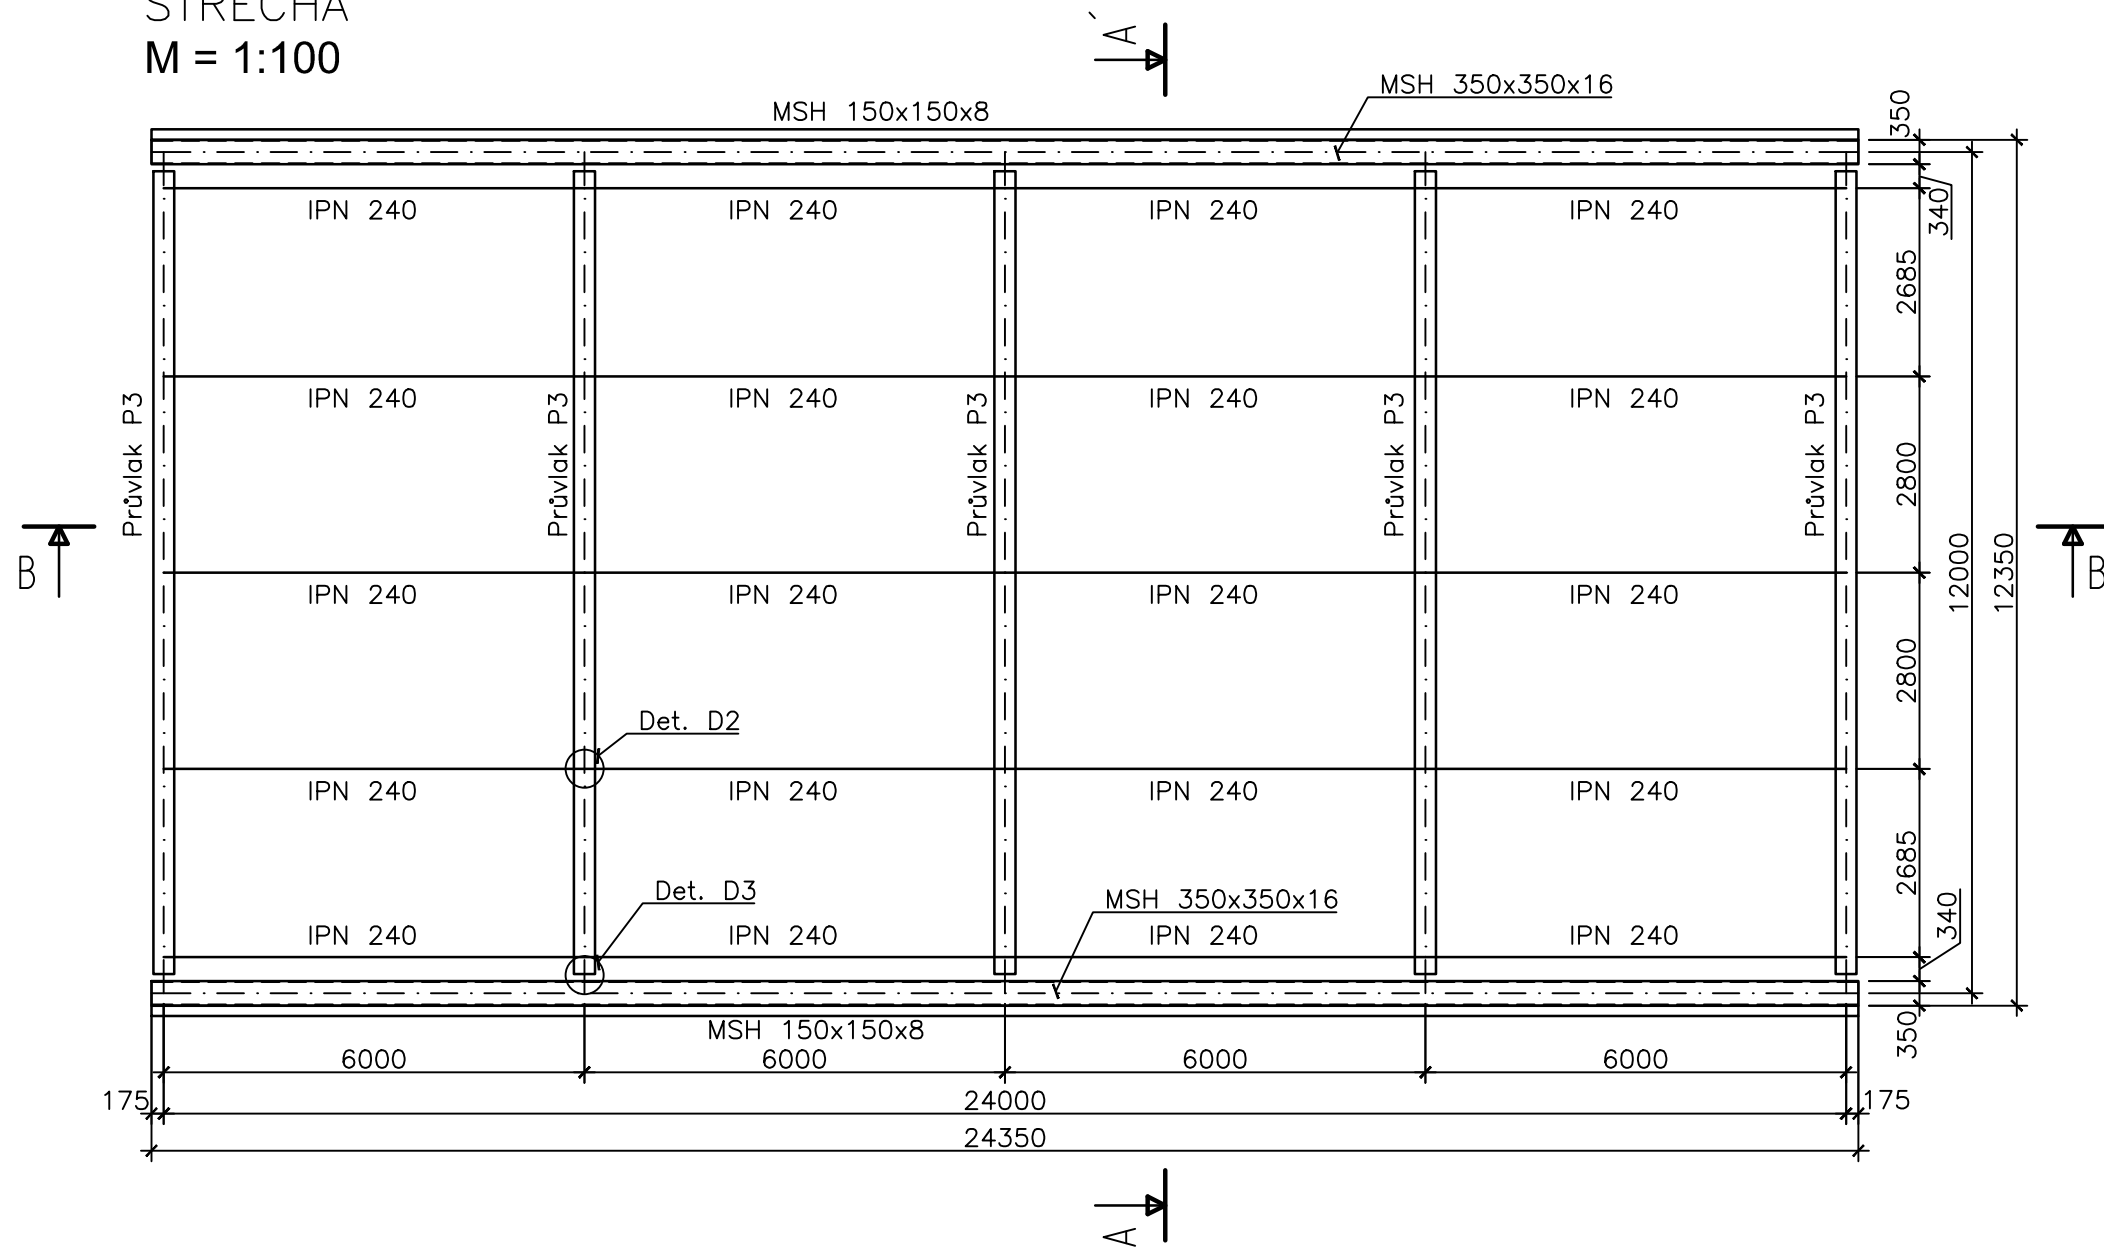 STŘECHA
M = 1:100
A`
MSH 350x350x16
MSH 150x150x8
350
340
IPN 240 IPN 240 IPN 240 IPN 240
2685
IPN 240 IPN 240 IPN 240 IPN 240
Průvlak P3 Průvlak P3 Průvlak P3 Průvlak P3 Průvlak P3
2800
B
B
12000
12350
IPN 240 IPN 240 IPN 240 IPN 240
2800
Det. D2
IPN 240 IPN 240 IPN 240 IPN 240
2685
Det. D3
MSH 350x350x16
340
IPN 240 IPN 240 IPN 240 IPN 240
MSH 150x150x8
350
6000 6000 6000 6000
175 24000 175
24350
A